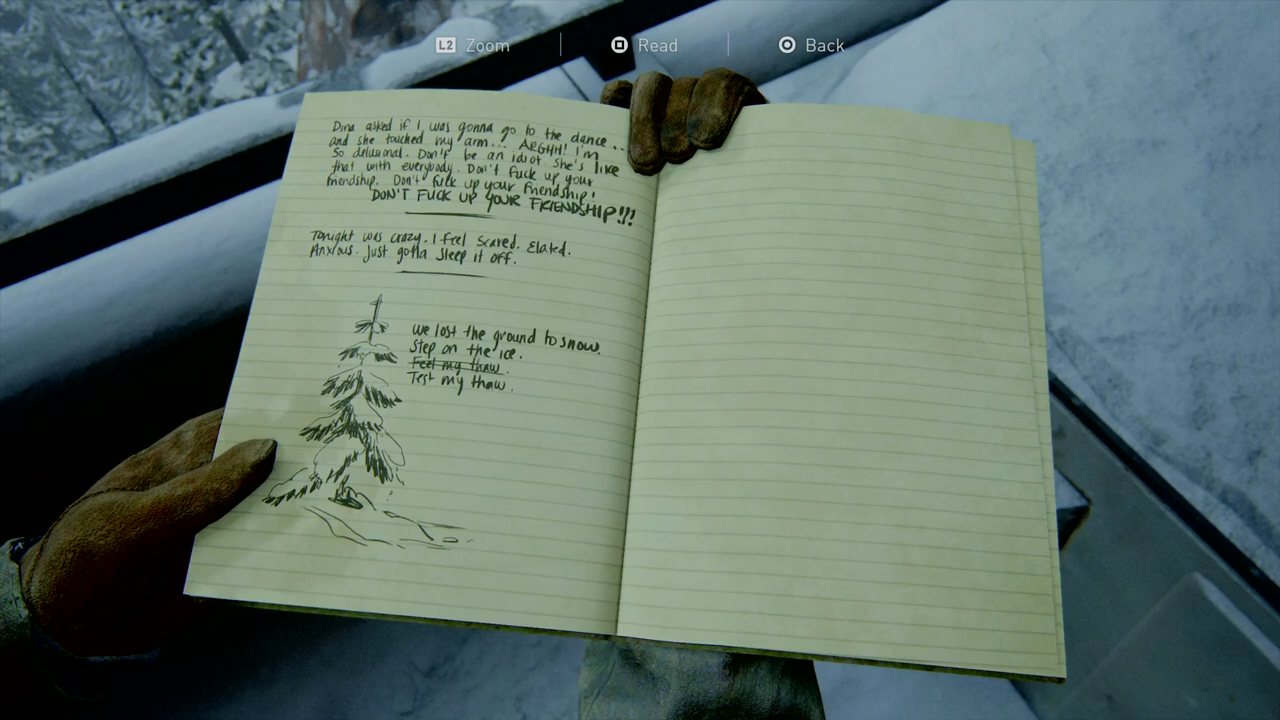 L2 Zoom | Read | Back
Dina asked if I was gonna go to the dance...
and she touched my arm... ARGHH! I'm
so delusional. Don't be an idiot she's like
that with everybody. Don't fuck up your
friendship. Don't fuck up your friendship!
DON'T FUCK UP YOUR FRIENDSHIP!!!
Tonight was crazy. I feel scared. Elated.
Anxious. Just gotta sleep it off.
We lost the ground to snow.
Step on the ice.
Feel my thaw.
Test my thaw.